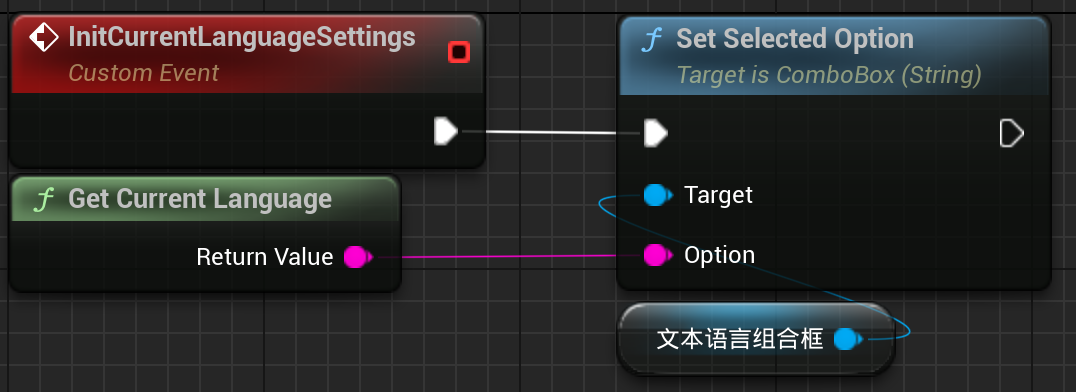 InitCurrentLanguageSettings
Custom Event
f Set Selected Option
Target is ComboBox (String)
f Get Current Language
Return Value
Target
Option
文本语言组合框